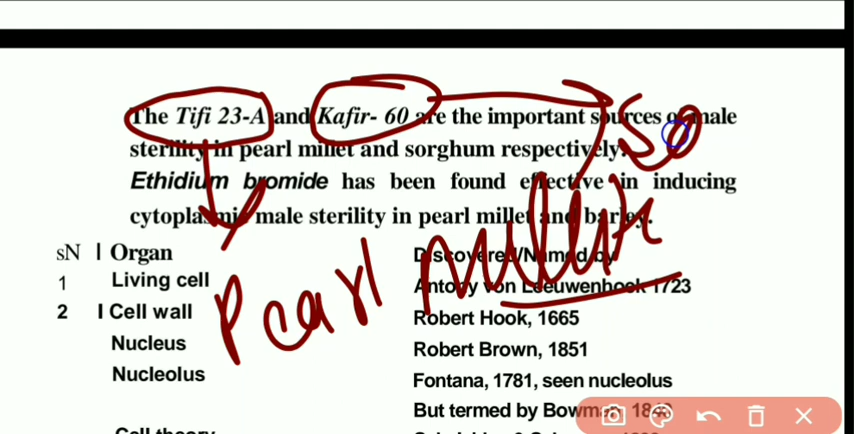 The Tifi 23-A and Kafir- 60 are the important sources of male
sterility in pearl millet and sorghum respectively.
Ethidium bromide has been found effective in inducing
cytoplasmic male sterility in pearl millet and barley.
sN I Organ Discovered/Named by
1 Living cell Antony von Leeuwenhoek 1723
2 I Cell wall Robert Hook, 1665
Nucleus Robert Brown, 1851
Nucleolus Fontana, 1781, seen nucleolus
But termed by Bowman
Pearl millet
So